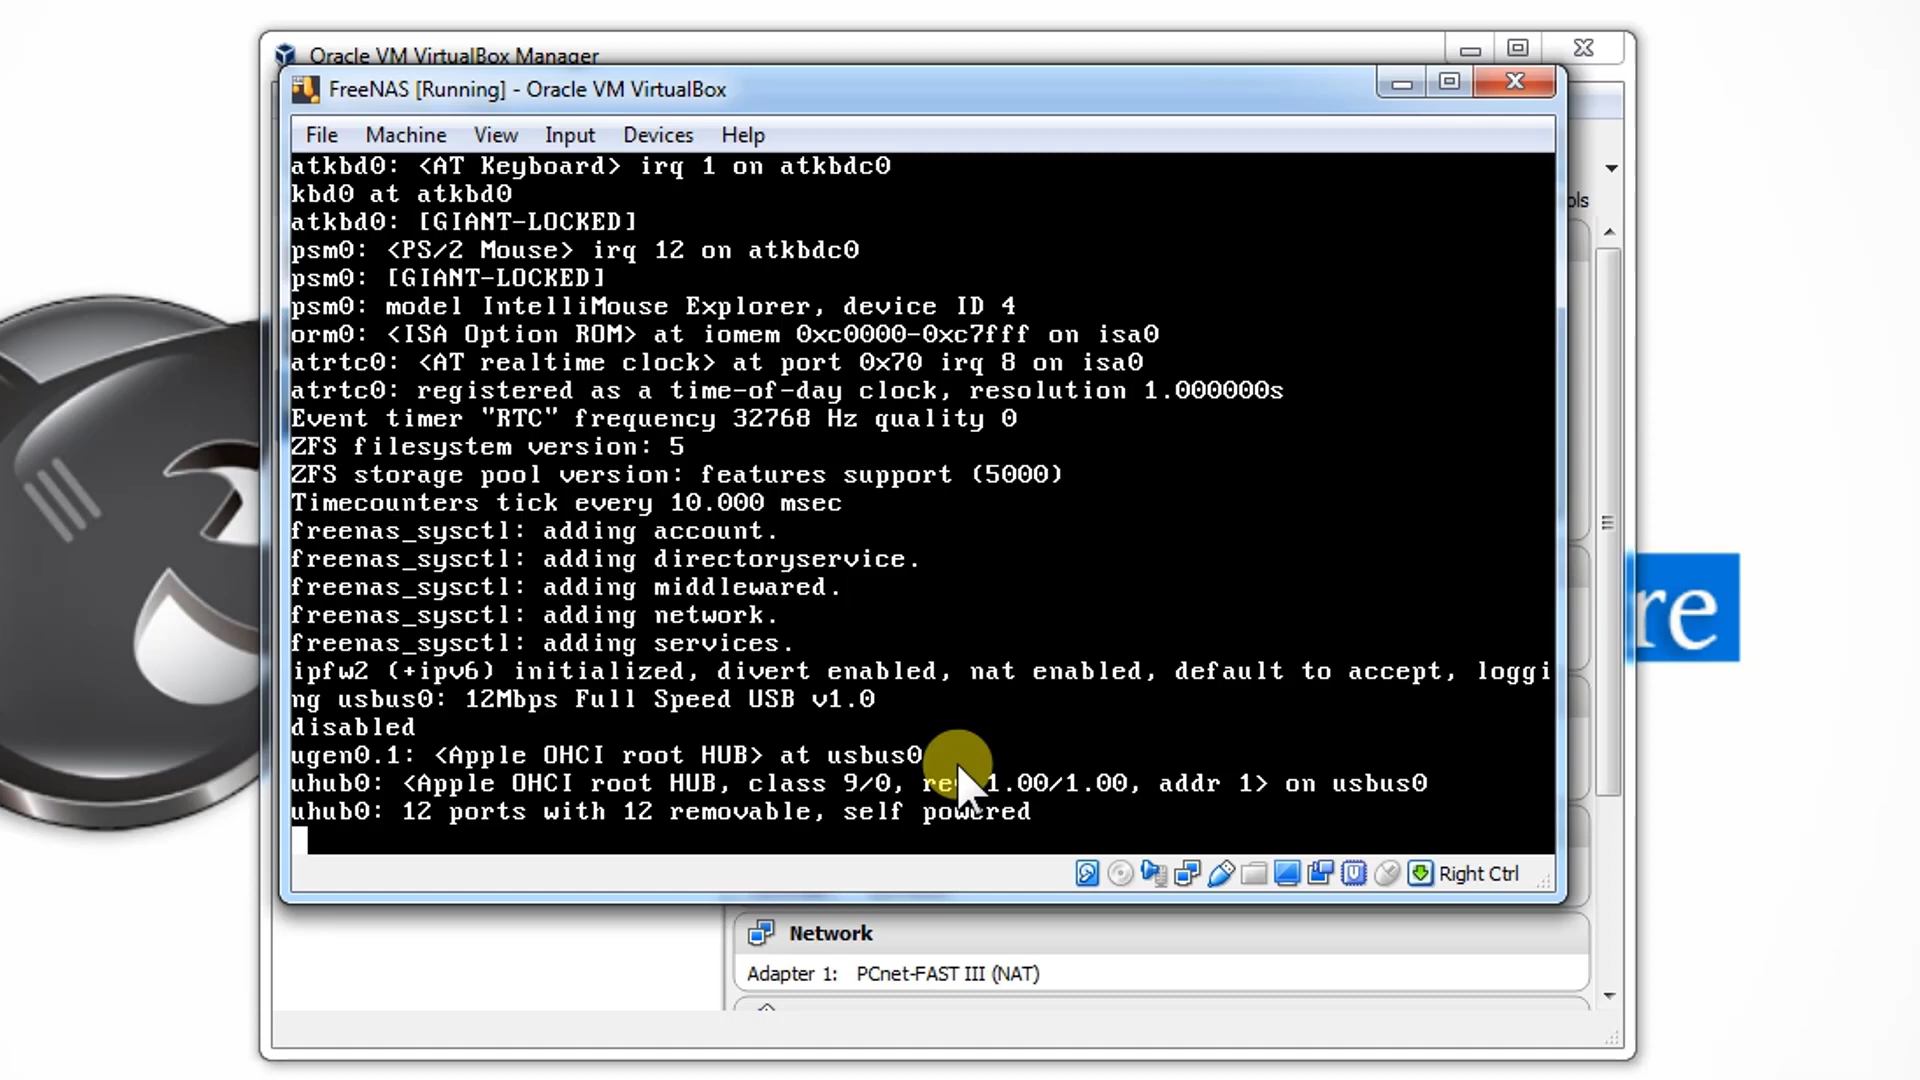 Oracle VM VirtualBox Manager
FreeNAS [Running] - Oracle VM VirtualBox
File Machine View Input Devices Help
atkbd0: <AT Keyboard> irq 1 on atkbdc0
kbd0 at atkbd0
atkbd0: [GIANT-LOCKED]
psm0: <PS/2 Mouse> irq 12 on atkbdc0
psm0: [GIANT-LOCKED]
psm0: model IntelliMouse Explorer, device ID 4
orm0: <ISA Option ROM> at iomem 0xc0000-0xc7fff on isa0
atrtc0: <AT realtime clock> at port 0x70 irq 8 on isa0
atrtc0: registered as a time-of-day clock, resolution 1.000000s
Event timer "RTC" frequency 32768 Hz quality 0
ZFS filesystem version: 5
ZFS storage pool version: features support (5000)
Timecounters tick every 10.000 msec
freenas_sysctl: adding account.
freenas_sysctl: adding directoryservice.
freenas_sysctl: adding middlewared.
freenas_sysctl: adding network.
freenas_sysctl: adding services.
ipfw2 (+ipv6) initialized, divert enabled, nat enabled, default to accept, loggi
ng usbus0: 12Mbps Full Speed USB v1.0
disabled
ugen0.1: <Apple OHCI root HUB> at usbus0
uhub0: <Apple OHCI root HUB, class 9/0, rev 1.00/1.00, addr 1> on usbus0
uhub0: 12 ports with 12 removable, self powered
Right Ctrl
Network
Adapter 1: PCnet-FAST III (NAT)
ols
re